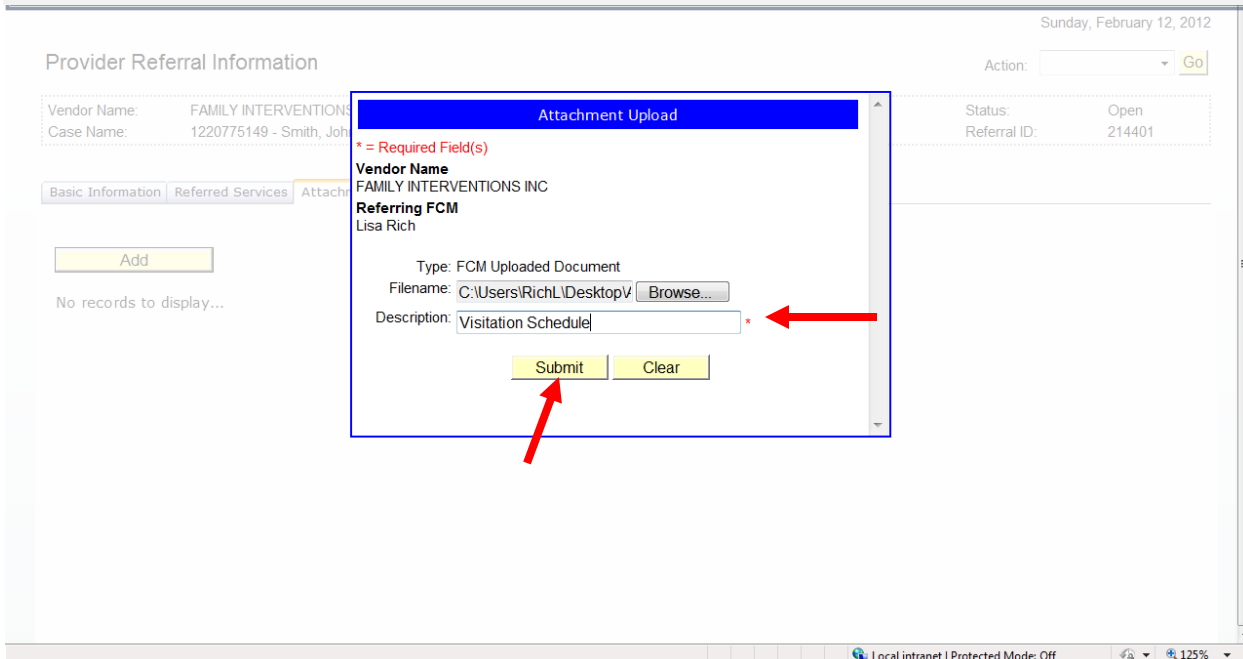 Sunday, February 12, 2012
Provider Referral Information
Action:
Go
Vendor Name: FAMILY INTERVENTIONS
Status: Open
Case Name: 1220775149 - Smith, Joh
Referral ID: 214401
Basic Information Referred Services Attachm
Add
No records to display...
Attachment Upload
* = Required Field(s)
Vendor Name
FAMILY INTERVENTIONS INC
Referring FCM
Lisa Rich
Type: FCM Uploaded Document
Filename: C:\Users\RichL\Desktop\A Browse...
Description: Visitation Schedule *
Submit Clear
Local intranet | Protected Mode: Off
125%